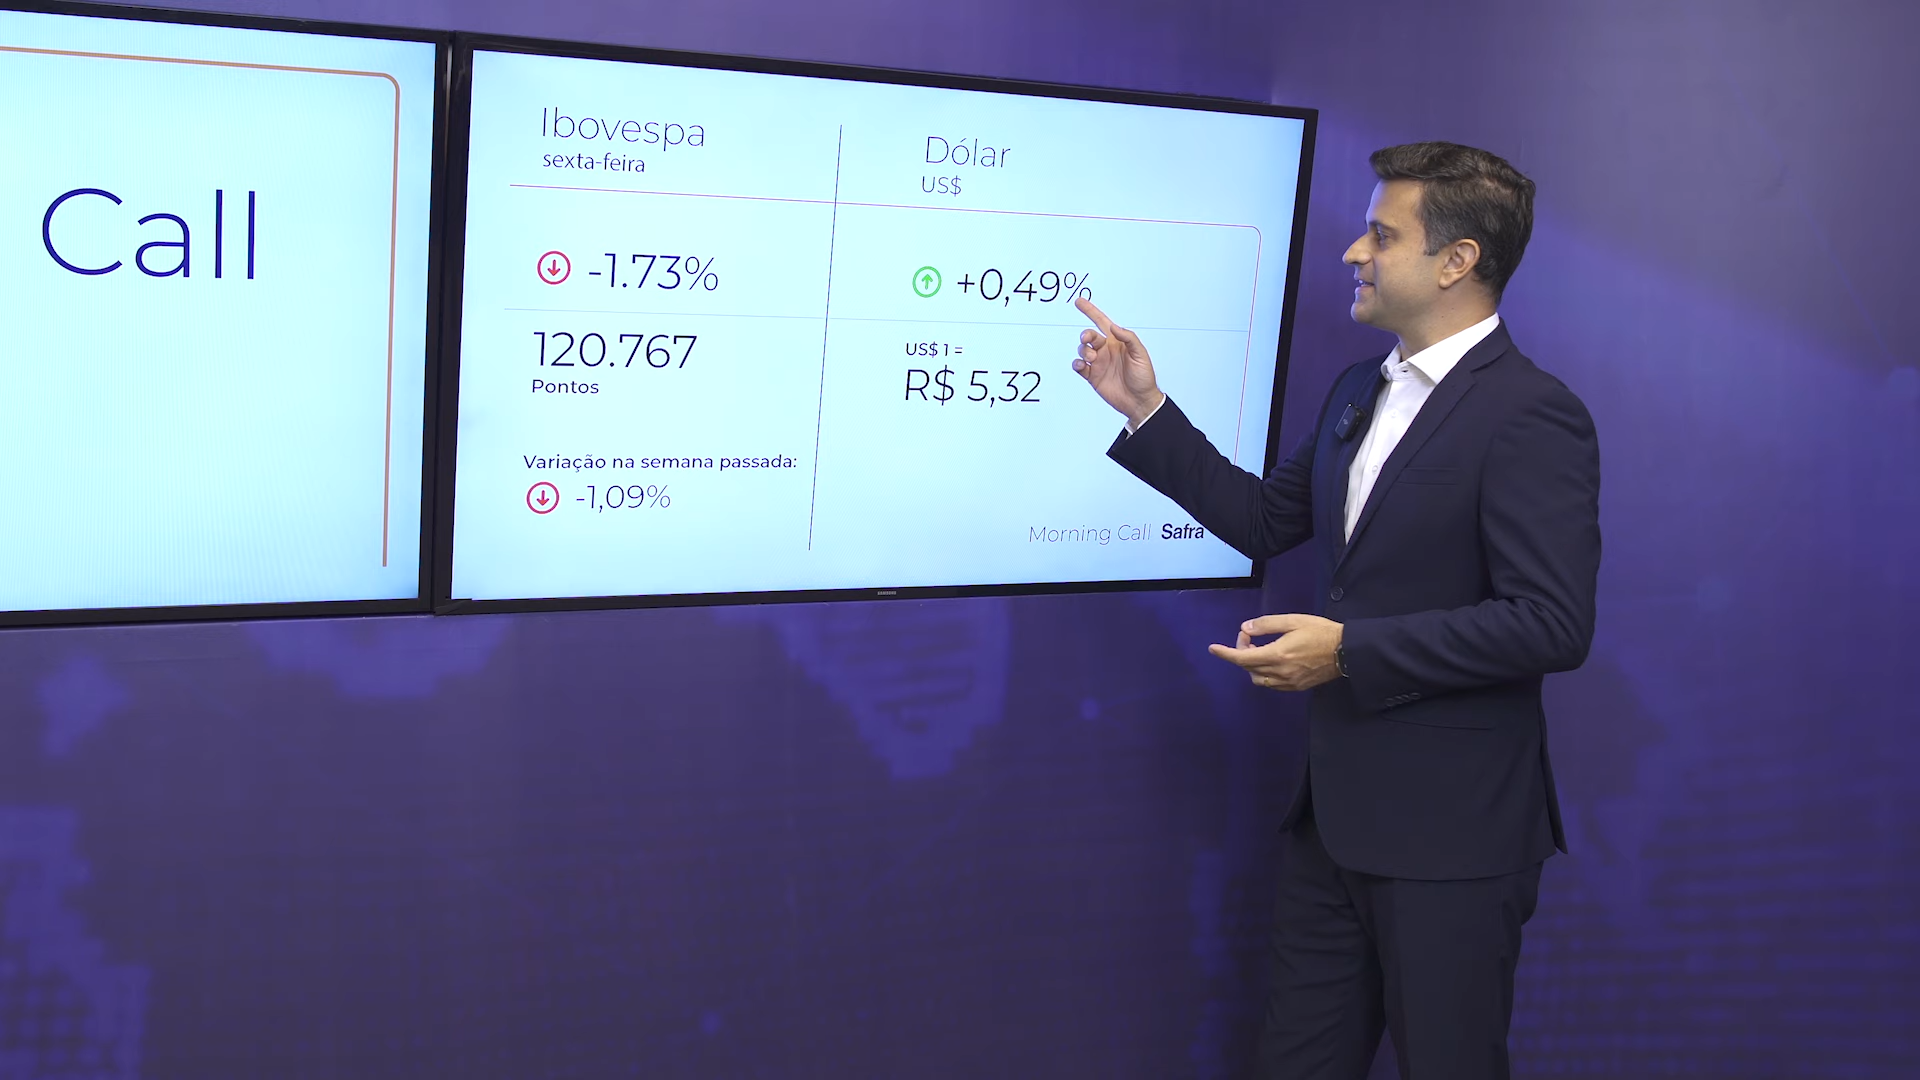 Call
Ibovespa
sexta-feira
-1.73%
120.767
Pontos
Variação na semana passada:
-1,09%
Dólar
US$
+0,49%
US$ 1 =
R$ 5,32
Morning Call Safra
SAMSUNG